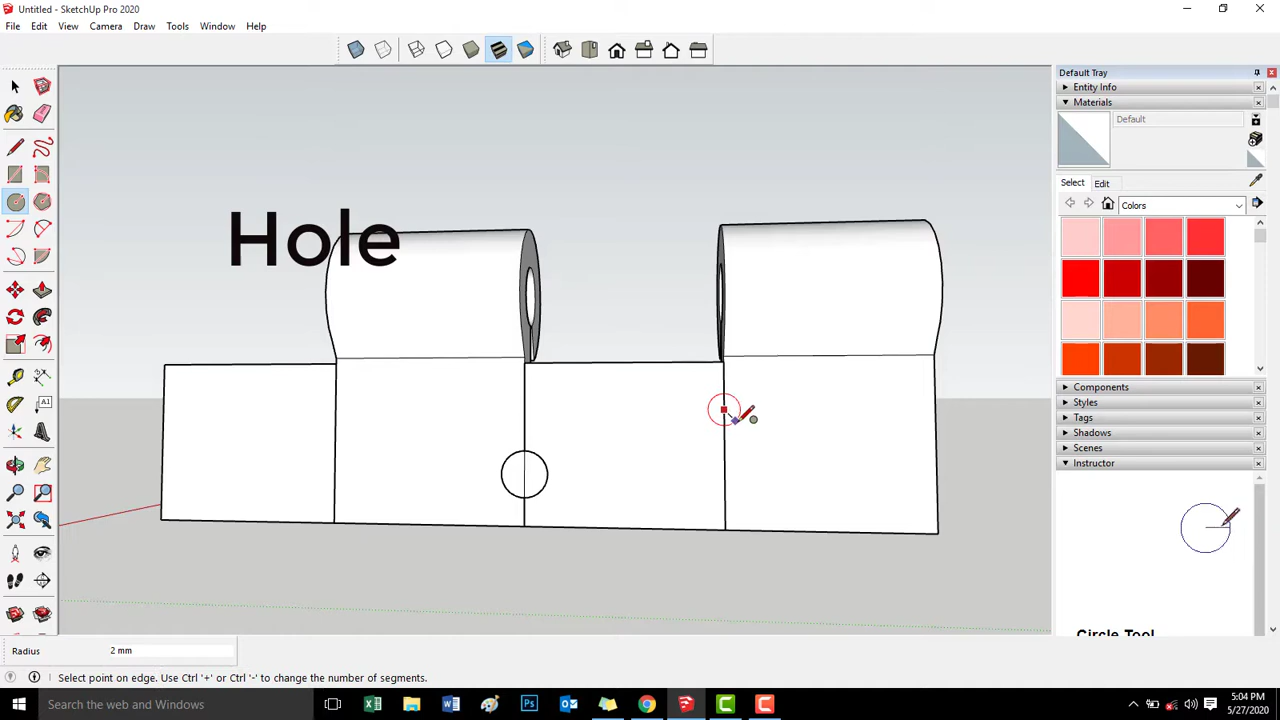 Untitled - SketchUp Pro 2020
File Edit View Camera Draw Tools Window Help
Default Tray
Entity Info
Materials
Default
Select Edit
Colors
Hole
A1
Components
Styles
Tags
Shadows
Scenes
Instructor
Circle Tool
Radius 2 mm
Select point on edge. Use Ctrl '+' or Ctrl '-' to change the number of segments.
Search the web and Windows
5:04 PM
5/27/2020